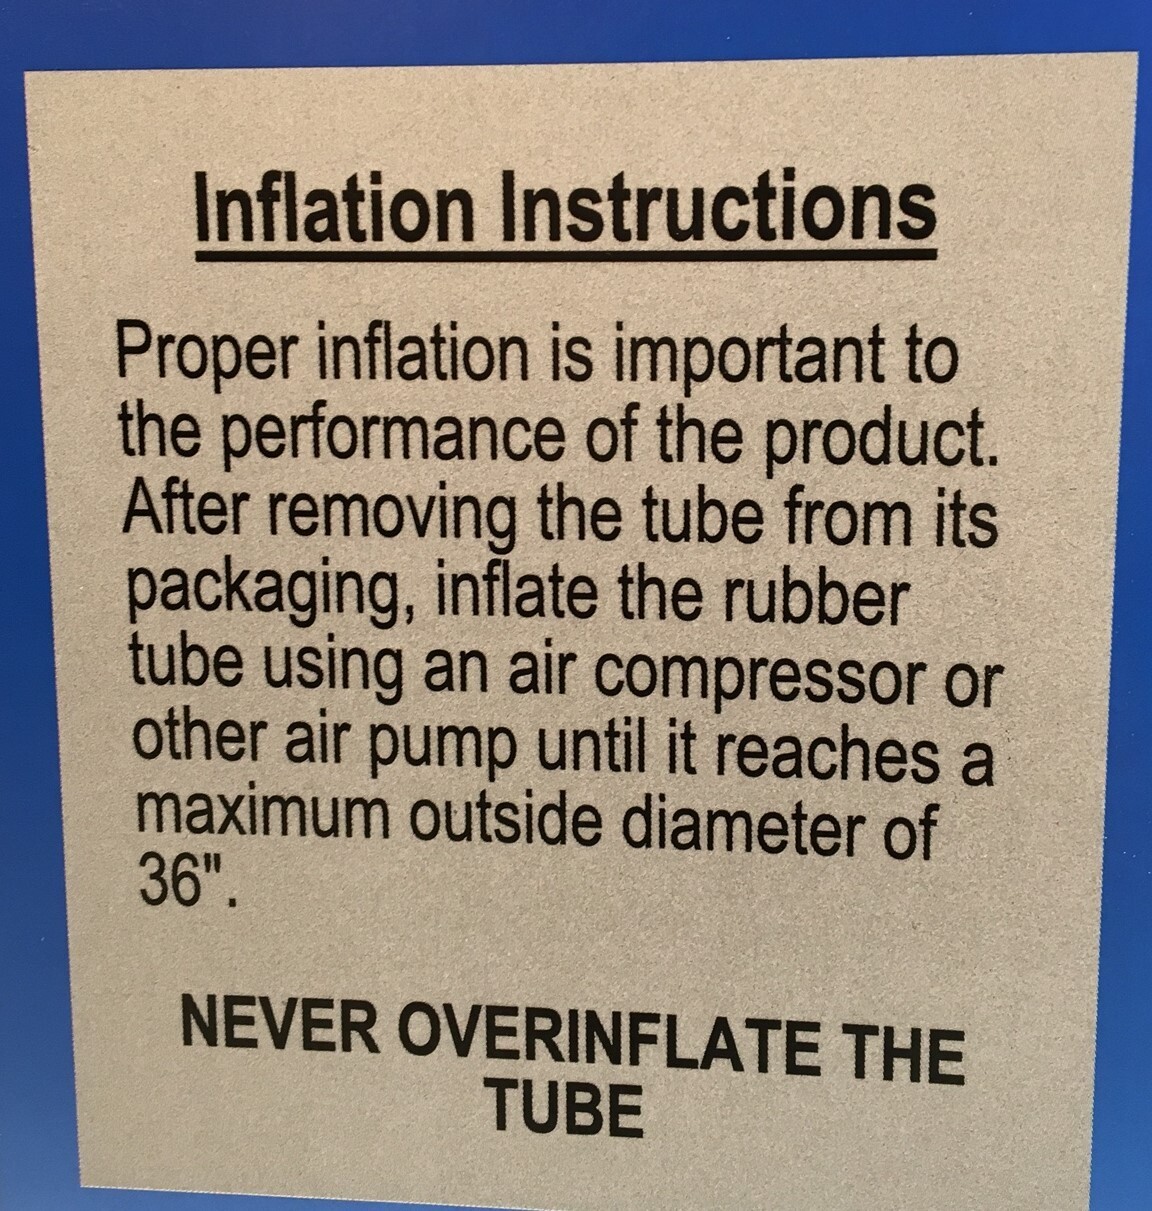 Inflation Instructions
Proper inflation is important to
the performance of the product.
After removing the tube from its
packaging, inflate the rubber
tube using an air compressor or
other air pump until it reaches a
maximum outside diameter of
36".
NEVER OVERINFLATE THE
TUBE